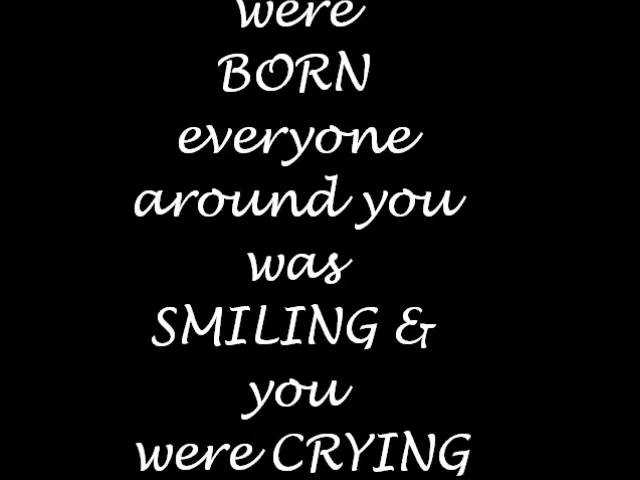 were
BORN
everyone
around you
was
SMILING &
you
were CRYING